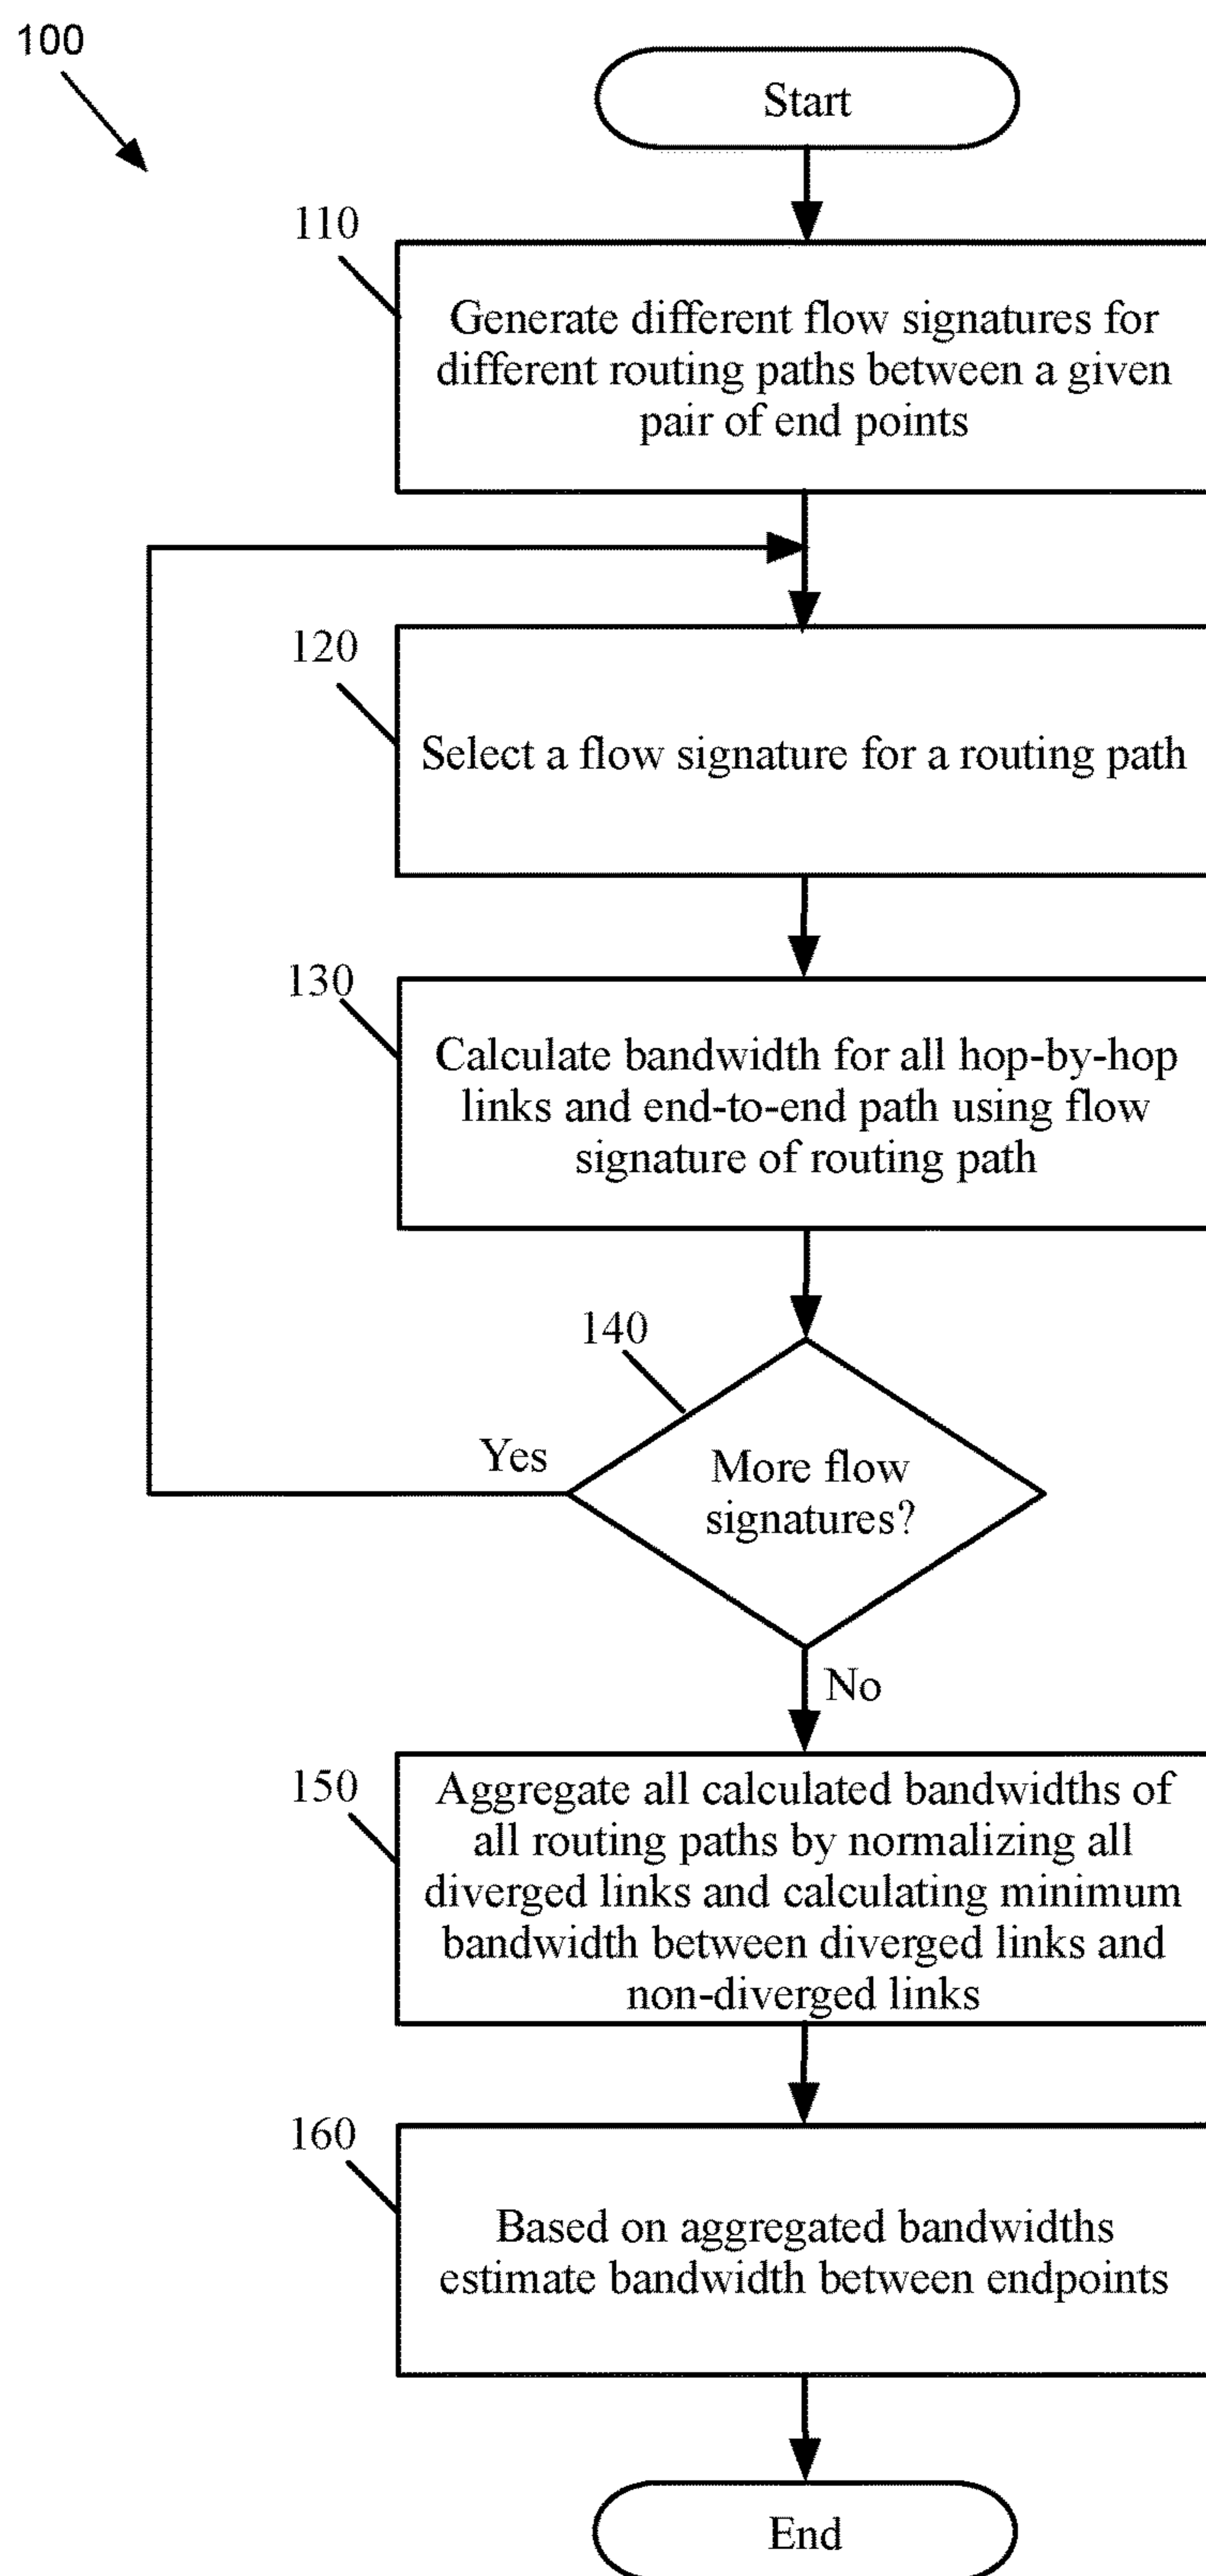 100
Start
110
Generate different flow signatures for
different routing paths between a given
pair of end points
120
Select a flow signature for a routing path
130
Calculate bandwidth for all hop-by-hop
links and end-to-end path using flow
signature of routing path
140
Yes
More flow
signatures?
No
150
Aggregate all calculated bandwidths of
all routing paths by normalizing all
diverged links and calculating minimum
bandwidth between diverged links and
non-diverged links
160
Based on aggregated bandwidths
estimate bandwidth between endpoints
End